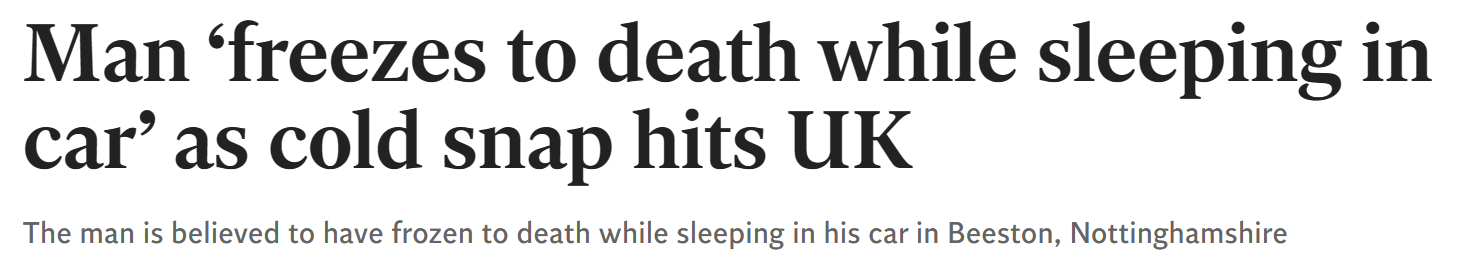 Man ‘freezes to death while sleeping in
car’ as cold snap hits UK
The man is believed to have frozen to death while sleeping in his car in Beeston, Nottinghamshire